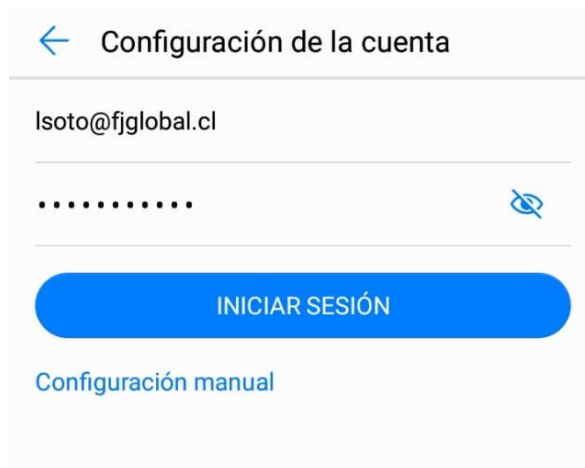 Configuración de la cuenta
lsoto@fjglobal.cl
•••••••••••
INICIAR SESIÓN
Configuración manual